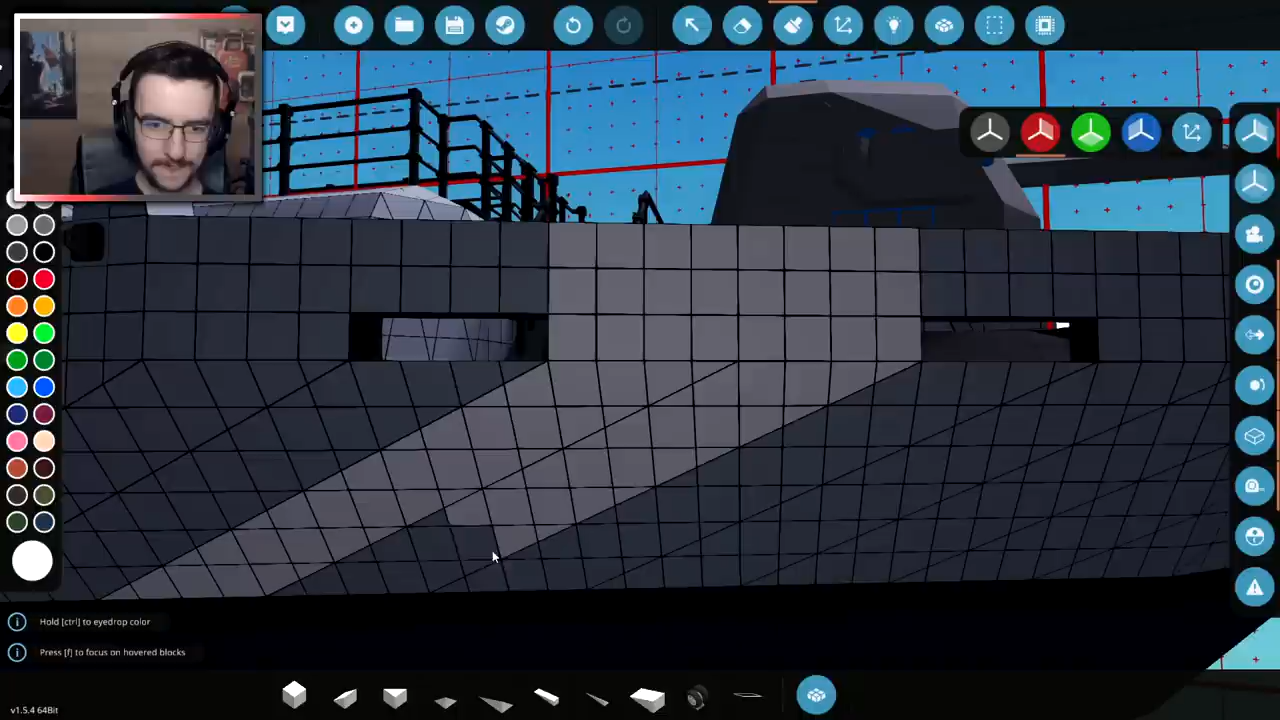 Hold [ctrl] to eyedrop color
Press [f] to focus on hovered blocks
v1.5.4 64Bit